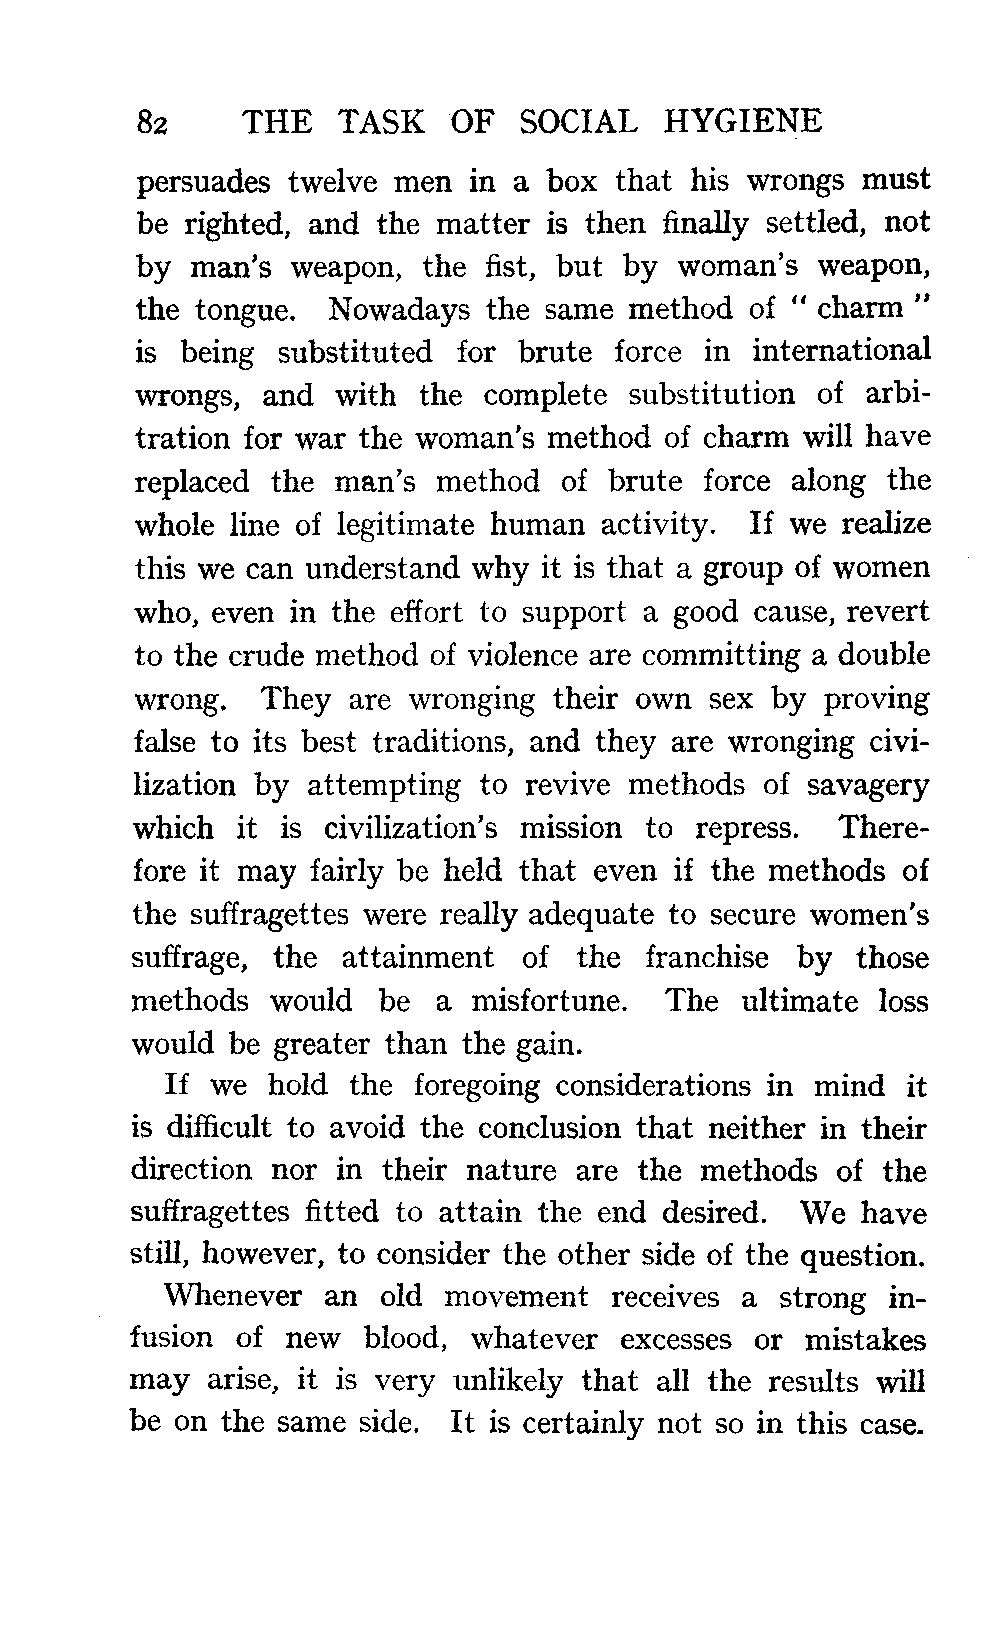 82 THE TASK OF SOCIAL HYGIENE
persuades twelve men in a box that his wrongs must
be righted, and the matter is then finally settled, not
by man's weapon, the fist, but by woman's weapon,
the tongue. Nowadays the same method of " charm "
is being substituted for brute force in international
wrongs, and with the complete substitution of arbi-
tration for war the woman's method of charm will have
replaced the man's method of brute force along the
whole line of legitimate human activity. If we realize
this we can understand why it is that a group of women
who, even in the effort to support a good cause, revert
to the crude method of violence are committing a double
wrong. They are wronging their own sex by proving
false to its best traditions, and they are wronging civi-
lization by attempting to revive methods of savagery
which it is civilization's mission to repress. There-
fore it may fairly be held that even if the methods of
the suffragettes were really adequate to secure women's
suffrage, the attainment of the franchise by those
methods would be a misfortune. The ultimate loss
would be greater than the gain.
If we hold the foregoing considerations in mind it
is difficult to avoid the conclusion that neither in their
direction nor in their nature are the methods of the
suffragettes fitted to attain the end desired. We have
still, however, to consider the other side of the question.
Whenever an old movement receives a strong in-
fusion of new blood, whatever excesses or mistakes
may arise, it is very unlikely that all the results will
be on the same side. It is certainly not so in this case.